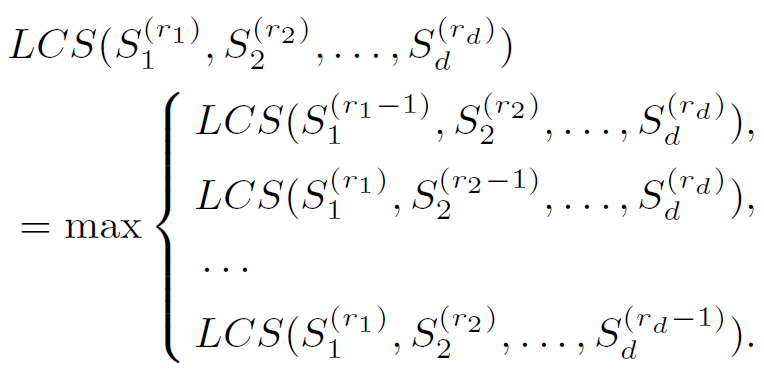 LCS(S_1^{(r_1)}, S_2^{(r_2)}, ..., S_d^{(r_d)})
= max { LCS(S_1^{(r_1-1)}, S_2^{(r_2)}, ..., S_d^{(r_d)}),
LCS(S_1^{(r_1)}, S_2^{(r_2-1)}, ..., S_d^{(r_d)}),
...
LCS(S_1^{(r_1)}, S_2^{(r_2)}, ..., S_d^{(r_d-1)}).